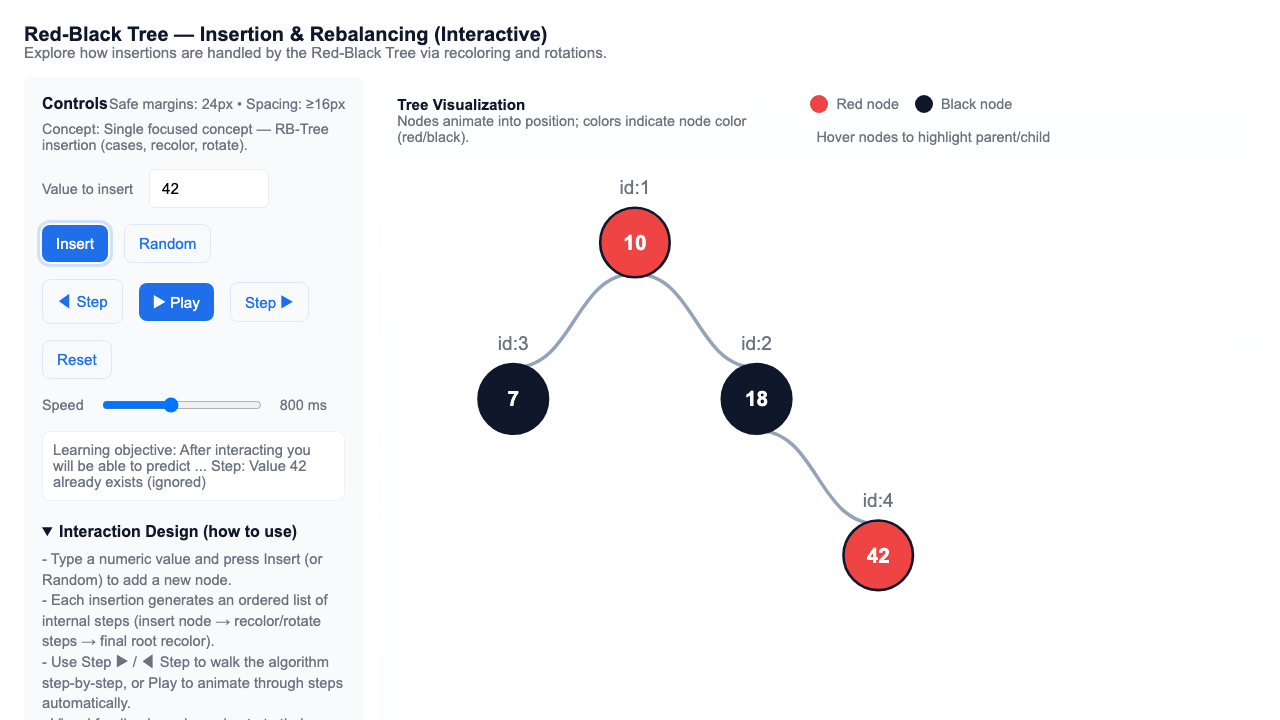 Red-Black Tree — Insertion & Rebalancing (Interactive)
Explore how insertions are handled by the Red-Black Tree via recoloring and rotations.
Controls
Safe margins: 24px • Spacing: ≥16px
Concept: Single focused concept — RB-Tree
insertion (cases, recolor, rotate).
Value to insert
42
Insert
Random
◀ Step
▶ Play
Step ▶
Reset
Speed
800 ms
Learning objective: After interacting you
will be able to predict ... Step: Value 42
already exists (ignored)
▼ Interaction Design (how to use)
- Type a numeric value and press Insert (or
Random) to add a new node.
- Each insertion generates an ordered list of
internal steps (insert node → recolor/rotate
steps → final root recolor).
- Use Step ▶ / ◀ Step to walk the algorithm
step-by-step, or Play to animate through steps
automatically.
Tree Visualization
Nodes animate into position; colors indicate node color
(red/black).
Red node
Black node
Hover nodes to highlight parent/child
id:1
10
id:3
7
id:2
18
id:4
42